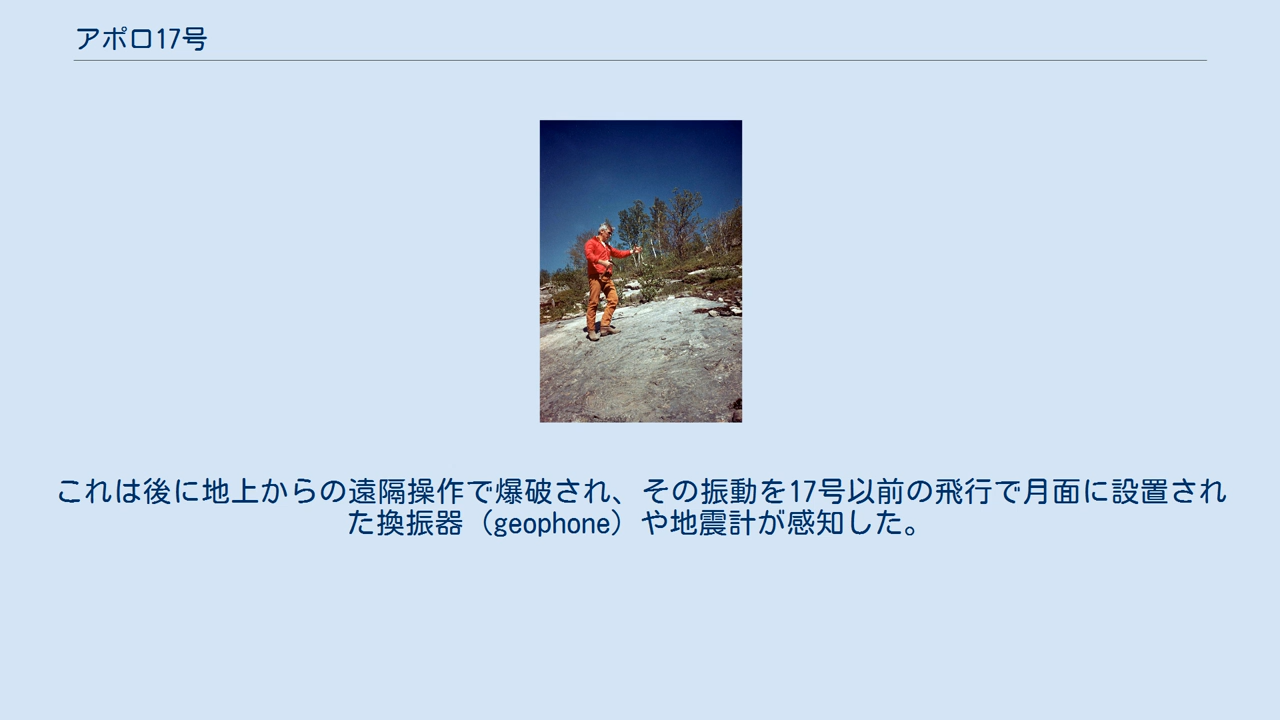 アポロ17号
これは後に地上からの遠隔操作で爆破され、その振動を17号以前の飛行で月面に設置され
た換振器（geophone）や地震計が感知した。